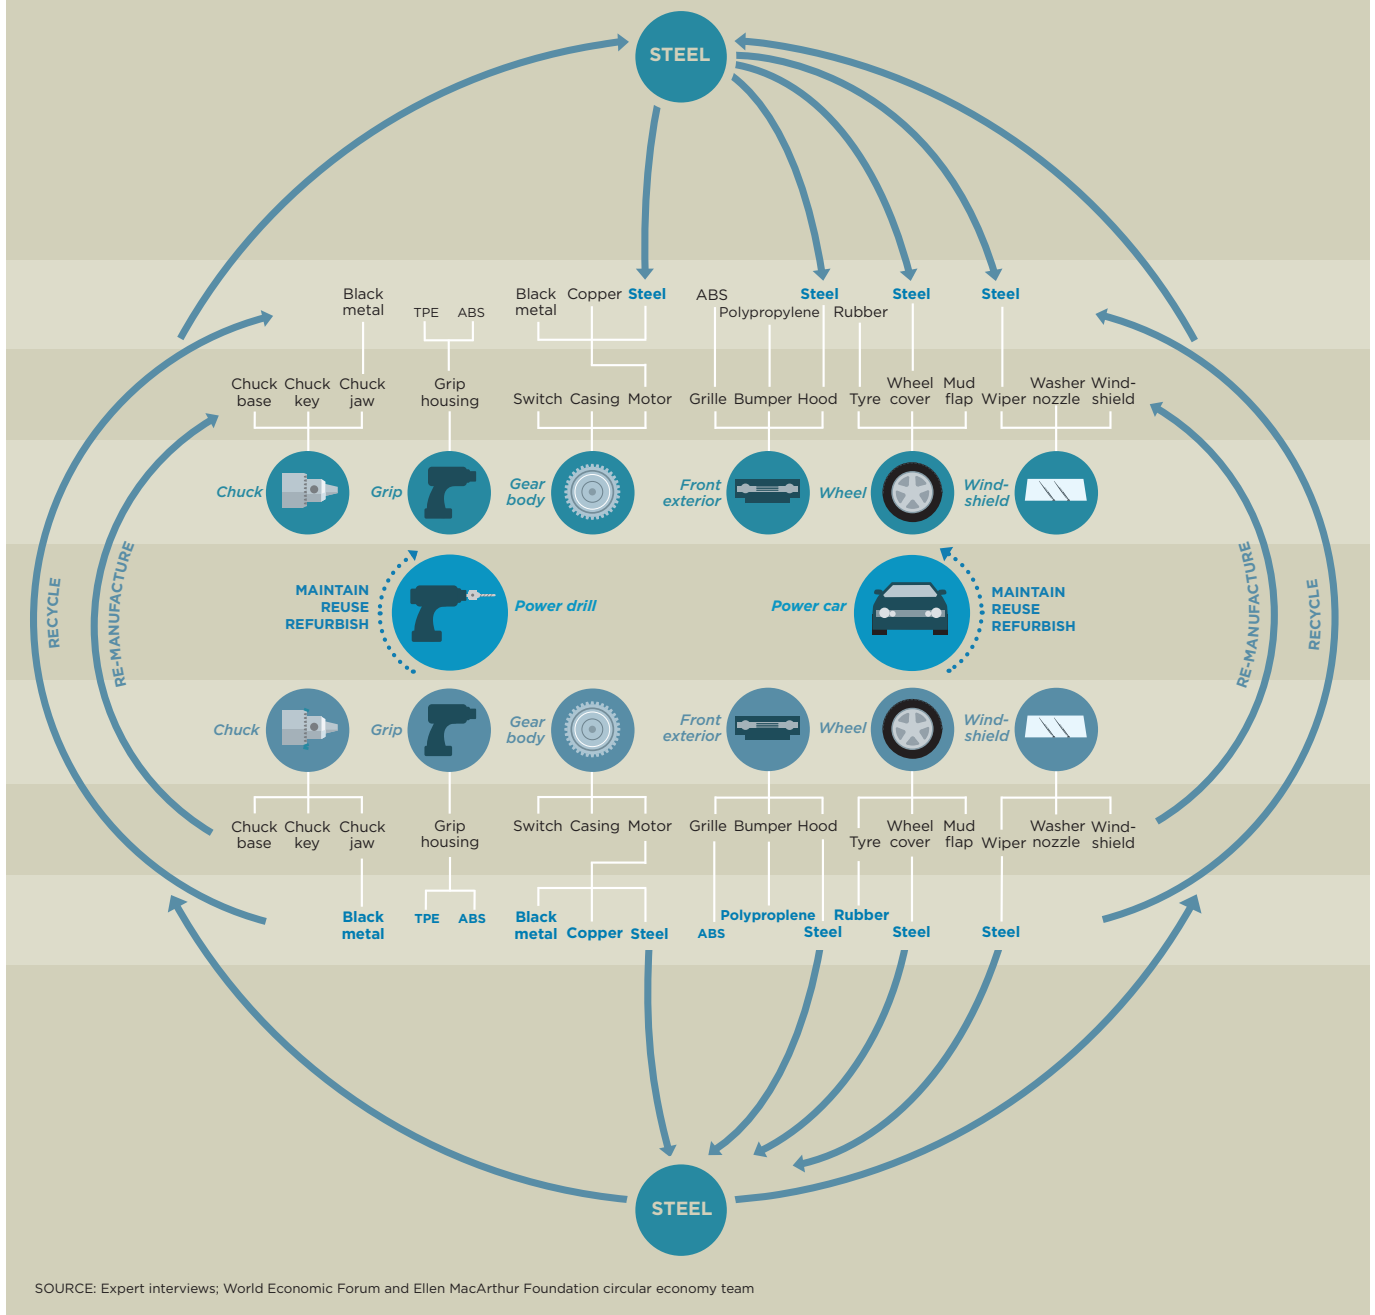 STEEL
Black
metal
TPE
ABS
Black
metal
Copper
Steel
ABS
Polypropylene
Steel
Rubber
Steel
Steel
Chuck
base
Chuck
key
Chuck
jaw
Grip
housing
Switch
Casing
Motor
Grille
Bumper
Hood
Tyre
Wheel
cover
Mud
flap
Wiper
Washer
nozzle
Wind-
shield
Chuck
Grip
Gear
body
Front
exterior
Wheel
Wind-
shield
RECYCLE
RE-MANUFACTURE
MAINTAIN
REUSE
REFURBISH
Power drill
Power car
MAINTAIN
REUSE
REFURBISH
RE-MANUFACTURE
RECYCLE
Chuck
Grip
Gear
body
Front
exterior
Wheel
Wind-
shield
Chuck
base
Chuck
key
Chuck
jaw
Grip
housing
Switch
Casing
Motor
Grille
Bumper
Hood
Tyre
Wheel
cover
Mud
flap
Wiper
Washer
nozzle
Wind-
shield
Black
metal
TPE
ABS
Black
metal
Copper
Steel
ABS
Polyproplene
Steel
Rubber
Steel
Steel
STEEL
SOURCE: Expert interviews; World Economic Forum and Ellen MacArthur Foundation circular economy team